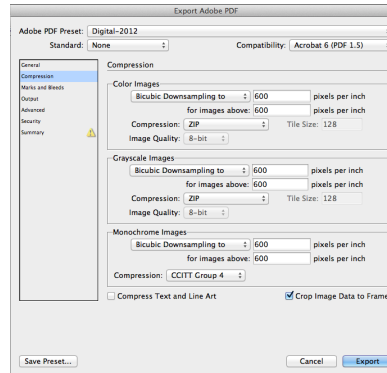 Export Adobe PDF
Adobe PDF Preset: Digital-2012
Standard: None Compatibility: Acrobat 6 (PDF 1.5)
General
Compression
Marks and Bleeds
Output
Advanced
Security
Summary
Compression
Color Images
Bicubic Downsampling to 600 pixels per inch
for images above: 600 pixels per inch
Compression: ZIP Tile Size: 128
Image Quality: 8-bit
Grayscale Images
Bicubic Downsampling to 600 pixels per inch
for images above: 600 pixels per inch
Compression: ZIP Tile Size: 128
Image Quality: 8-bit
Monochrome Images
Bicubic Downsampling to 600 pixels per inch
for images above: 600 pixels per inch
Compression: CCITT Group 4
Compress Text and Line Art Crop Image Data to Frame
Save Preset... Cancel Export